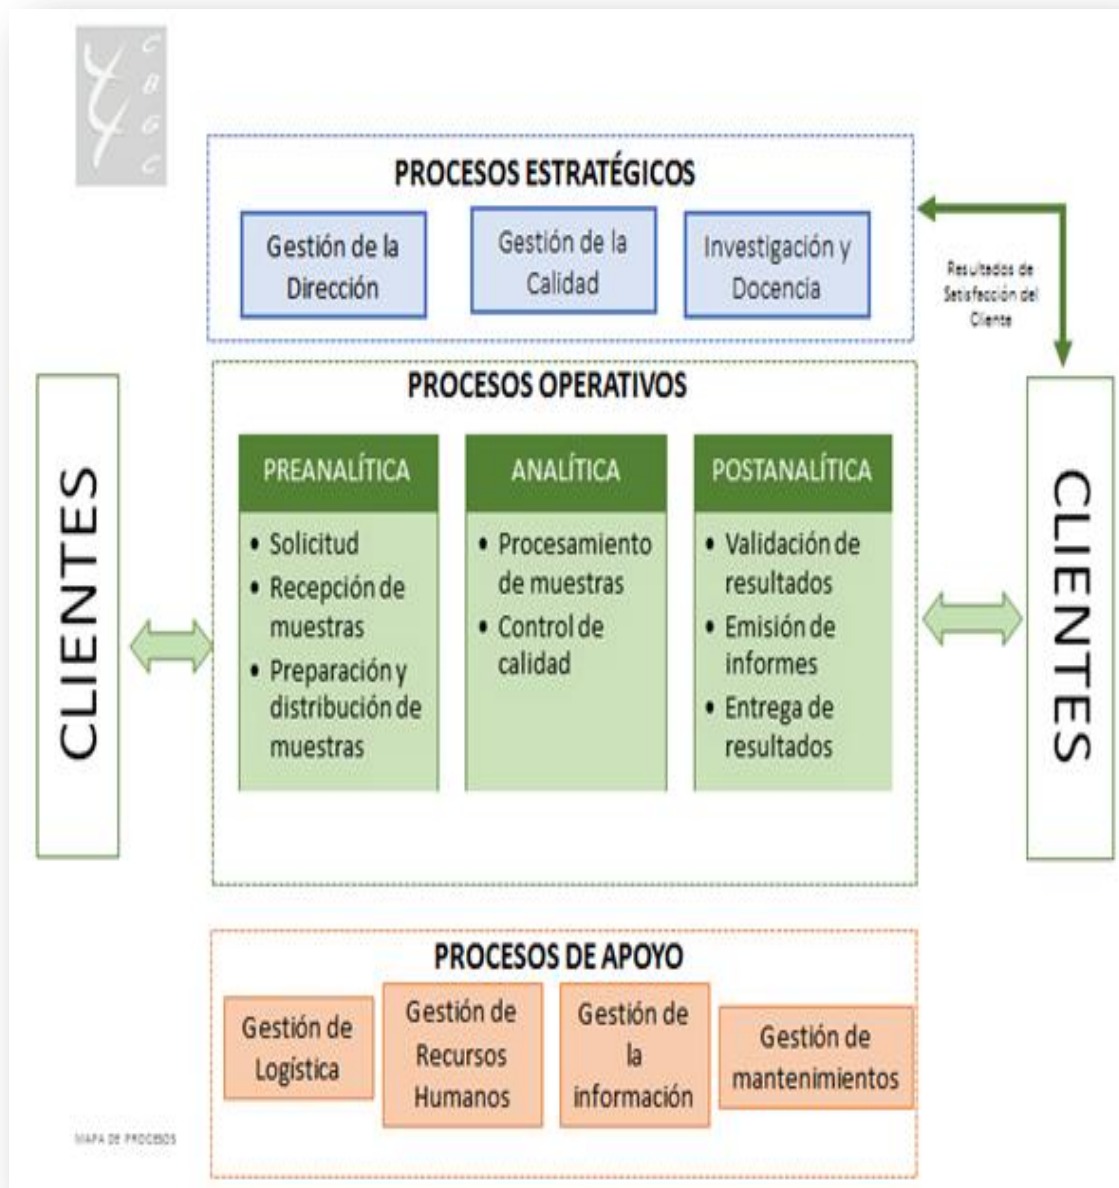 C
B
G
C
PROCESOS ESTRATÉGICOS
Gestión de la
Dirección
Gestión de la
Calidad
Investigación y
Docencia
Resultados de
Satisfacción del
Cliente
CLIENTES
PROCESOS OPERATIVOS
PREANALÍTICA
• Solicitud
• Recepción de
muestras
• Preparación y
distribución de
muestras
ANALÍTICA
• Procesamiento
de muestras
• Control de
calidad
POSTANALÍTICA
• Validación de
resultados
• Emisión de
informes
• Entrega de
resultados
CLIENTES
PROCESOS DE APOYO
Gestión de
Logística
Gestión de
Recursos
Humanos
Gestión de
la
información
Gestión de
mantenimientos
MAPA DE PROCESOS